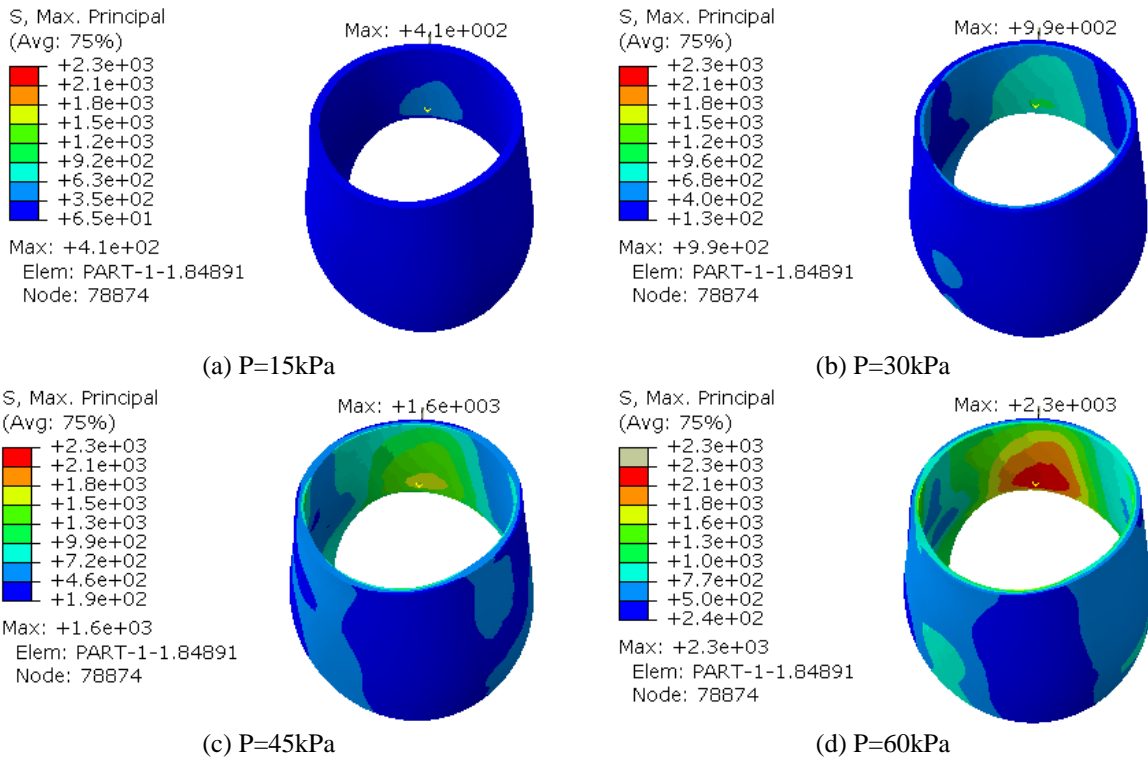 S, Max. Principal
(Avg: 75%)
+2.3e+03
+2.1e+03
+1.8e+03
+1.5e+03
+1.2e+03
+9.2e+02
+6.3e+02
+3.5e+02
+6.5e+01
Max: +4.1e+02
Elem: PART-1-1.84891
Node: 78874
Max: +4.1e+002
(a) P=15kPa
S, Max. Principal
(Avg: 75%)
+2.3e+03
+2.1e+03
+1.8e+03
+1.5e+03
+1.2e+03
+9.6e+02
+6.8e+02
+4.0e+02
+1.3e+02
Max: +9.9e+02
Elem: PART-1-1.84891
Node: 78874
Max: +9.9e+002
(b) P=30kPa
S, Max. Principal
(Avg: 75%)
+2.3e+03
+2.1e+03
+1.8e+03
+1.5e+03
+1.3e+03
+9.9e+02
+7.2e+02
+4.6e+02
+1.9e+02
Max: +1.6e+03
Elem: PART-1-1.84891
Node: 78874
Max: +1.6e+003
(c) P=45kPa
S, Max. Principal
(Avg: 75%)
+2.3e+03
+2.3e+03
+2.1e+03
+1.8e+03
+1.6e+03
+1.3e+03
+1.0e+03
+7.7e+02
+5.0e+02
+2.4e+02
Max: +2.3e+03
Elem: PART-1-1.84891
Node: 78874
Max: +2.3e+003
(d) P=60kPa